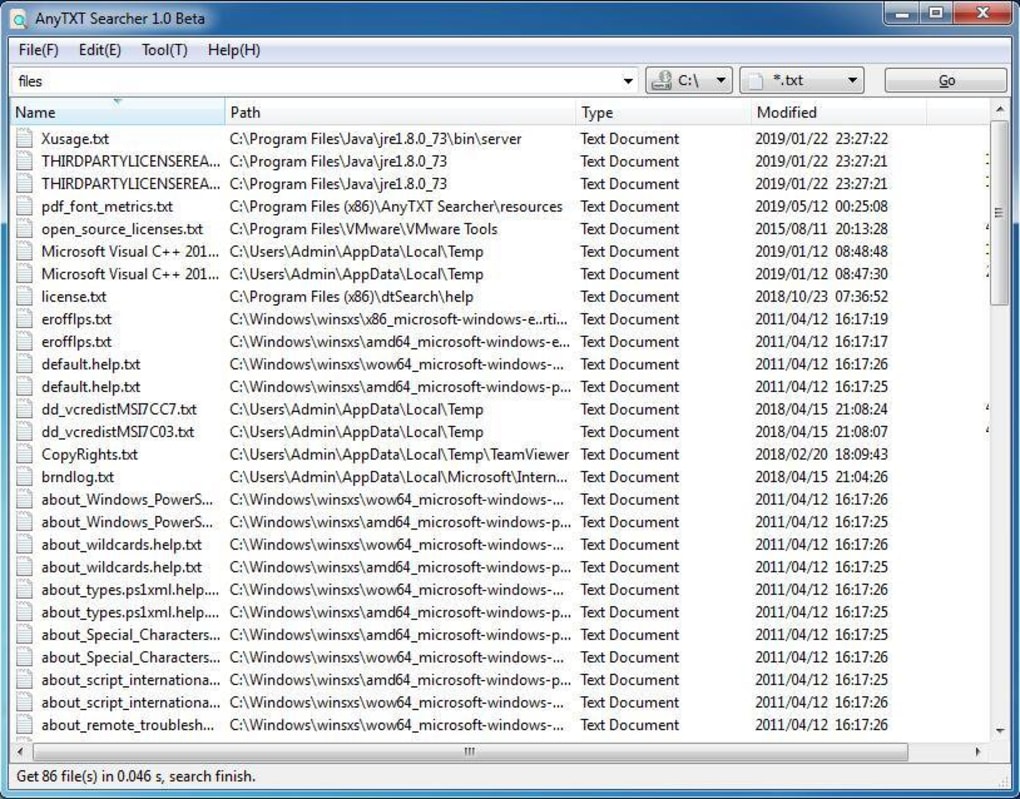 AnyTXT Searcher 1.0 Beta
File(F) Edit(E) Tool(T) Help(H)
files C:\ *.txt Go
Name Path Type Modified
Xusage.txt C:\Program Files\Java\jre1.8.0_73\bin\server Text Document 2019/01/22 23:27:22
THIRDPARTYLICENSEREA... C:\Program Files\Java\jre1.8.0_73 Text Document 2019/01/22 23:27:21
THIRDPARTYLICENSEREA... C:\Program Files\Java\jre1.8.0_73 Text Document 2019/01/22 23:27:21
pdf_font_metrics.txt C:\Program Files (x86)\AnyTXT Searcher\resources Text Document 2019/05/12 00:25:08
open_source_licenses.txt C:\Program Files\VMware\VMware Tools Text Document 2015/08/11 20:13:28
Microsoft Visual C++ 201... C:\Users\Admin\AppData\Local\Temp Text Document 2019/01/12 08:48:48
Microsoft Visual C++ 201... C:\Users\Admin\AppData\Local\Temp Text Document 2019/01/12 08:47:30
license.txt C:\Program Files (x86)\dtSearch\help Text Document 2018/10/23 07:36:52
erofflps.txt C:\Windows\winsxs\x86_microsoft-windows-e..rti... Text Document 2011/04/12 16:17:19
erofflps.txt C:\Windows\winsxs\amd64_microsoft-windows-e... Text Document 2011/04/12 16:17:17
default.help.txt C:\Windows\winsxs\wow64_microsoft-windows-... Text Document 2011/04/12 16:17:26
default.help.txt C:\Windows\winsxs\amd64_microsoft-windows-p... Text Document 2011/04/12 16:17:25
dd_vcredistMSI7CC7.txt C:\Users\Admin\AppData\Local\Temp Text Document 2018/04/15 21:08:24
dd_vcredistMSI7C03.txt C:\Users\Admin\AppData\Local\Temp Text Document 2018/04/15 21:08:07
CopyRights.txt C:\Users\Admin\AppData\Local\Temp\TeamViewer Text Document 2018/02/20 18:09:43
brndlog.txt C:\Users\Admin\AppData\Local\Microsoft\Intern... Text Document 2018/04/15 21:04:26
about_Windows_PowerS... C:\Windows\winsxs\wow64_microsoft-windows-... Text Document 2011/04/12 16:17:26
about_Windows_PowerS... C:\Windows\winsxs\amd64_microsoft-windows-p... Text Document 2011/04/12 16:17:25
about_wildcards.help.txt C:\Windows\winsxs\wow64_microsoft-windows-... Text Document 2011/04/12 16:17:26
about_wildcards.help.txt C:\Windows\winsxs\amd64_microsoft-windows-p... Text Document 2011/04/12 16:17:25
about_types.ps1xml.help.... C:\Windows\winsxs\wow64_microsoft-windows-... Text Document 2011/04/12 16:17:26
about_types.ps1xml.help.... C:\Windows\winsxs\amd64_microsoft-windows-p... Text Document 2011/04/12 16:17:25
about_Special_Characters... C:\Windows\winsxs\amd64_microsoft-windows-p... Text Document 2011/04/12 16:17:25
about_Special_Characters... C:\Windows\winsxs\wow64_microsoft-windows-... Text Document 2011/04/12 16:17:26
about_script_internationa... C:\Windows\winsxs\amd64_microsoft-windows-p... Text Document 2011/04/12 16:17:25
about_script_internationa... C:\Windows\winsxs\wow64_microsoft-windows-... Text Document 2011/04/12 16:17:26
about_remote_troublesh... C:\Windows\winsxs\wow64_microsoft-windows-... Text Document 2011/04/12 16:17:26
Get 86 file(s) in 0.046 s, search finish.